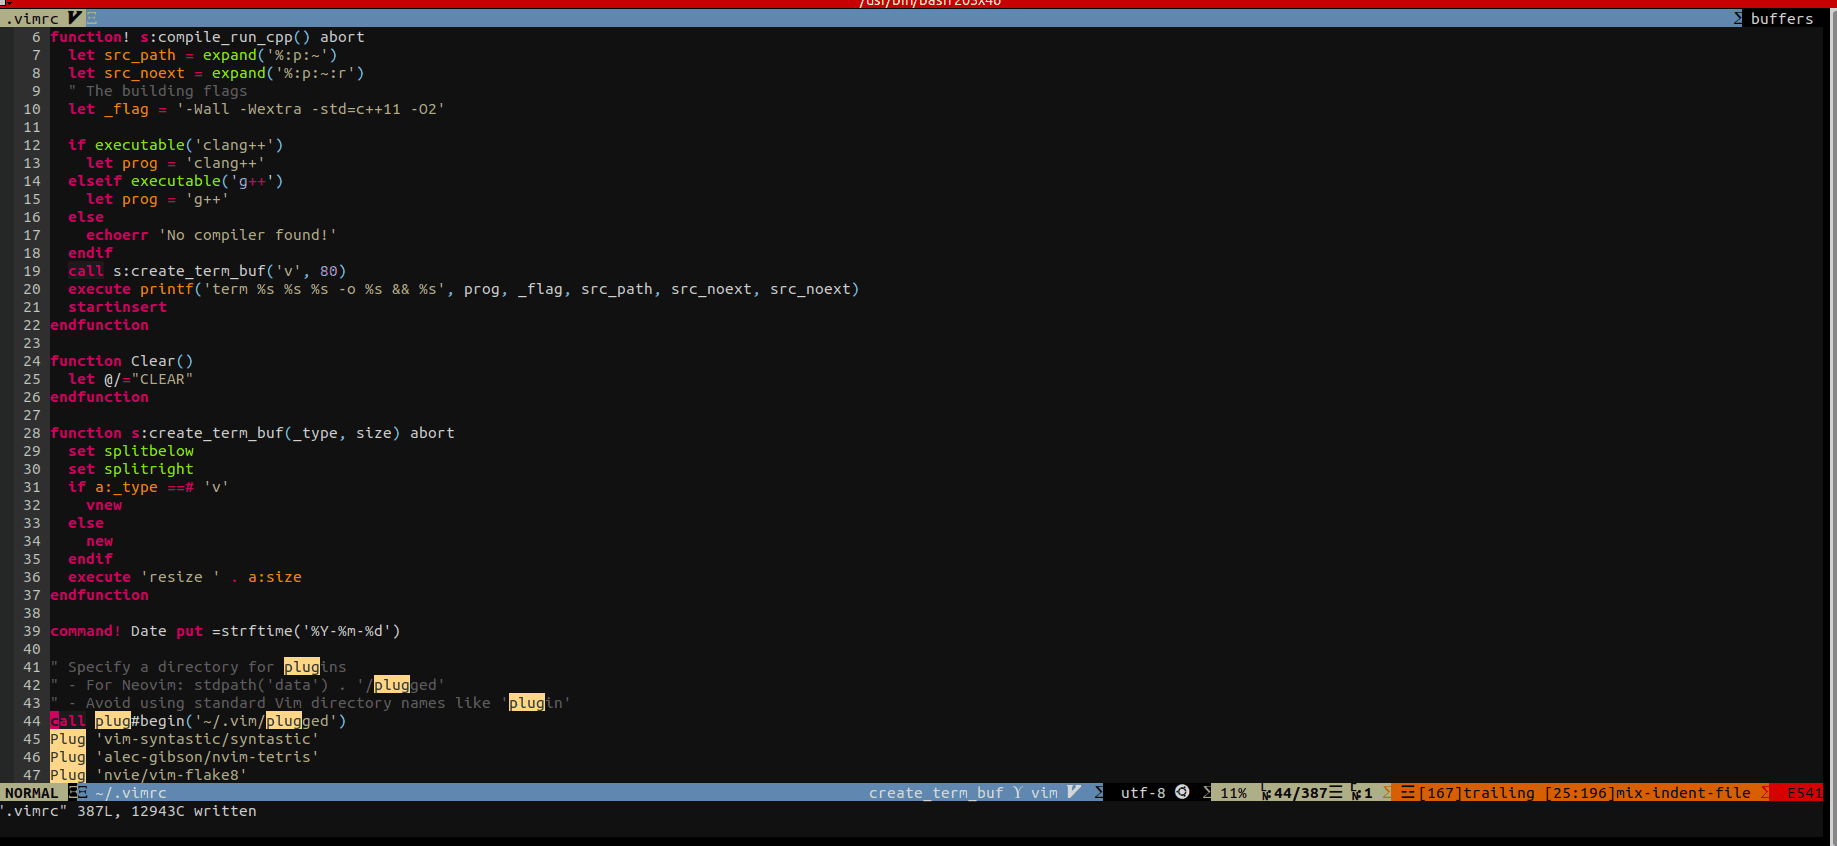 /usr/bin/bash 203x46
.vimrc buffers
6 function! s:compile_run_cpp() abort
7   let src_path = expand('%:p:~')
8   let src_noext = expand('%:p:~:r')
9   " The building flags
10   let _flag = '-Wall -Wextra -std=c++11 -O2'
11
12   if executable('clang++')
13     let prog = 'clang++'
14   elseif executable('g++')
15     let prog = 'g++'
16   else
17     echoerr 'No compiler found!'
18   endif
19   call s:create_term_buf('v', 80)
20   execute printf('term %s %s %s -o %s && %s', prog, _flag, src_path, src_noext, src_noext)
21   startinsert
22 endfunction
23
24 function Clear()
25   let @/="CLEAR"
26 endfunction
27
28 function s:create_term_buf(_type, size) abort
29   set splitbelow
30   set splitright
31   if a:_type ==# 'v'
32     vnew
33   else
34     new
35   endif
36   execute 'resize ' . a:size
37 endfunction
38
39 command! Date put =strftime('%Y-%m-%d')
40
41 " Specify a directory for plugins
42 " - For Neovim: stdpath('data') . '/plugged'
43 " - Avoid using standard Vim directory names like 'plugin'
44 call plug#begin('~/.vim/plugged')
45 Plug 'vim-syntastic/syntastic'
46 Plug 'alec-gibson/nvim-tetris'
47 Plug 'nvie/vim-flake8'
NORMAL ~/.vimrc create_term_buf vim utf-8 11% ␤:44/387☰ ␤:1 Ξ[167]trailing [25:196]mix-indent-file E541
".vimrc" 387L, 12943C written